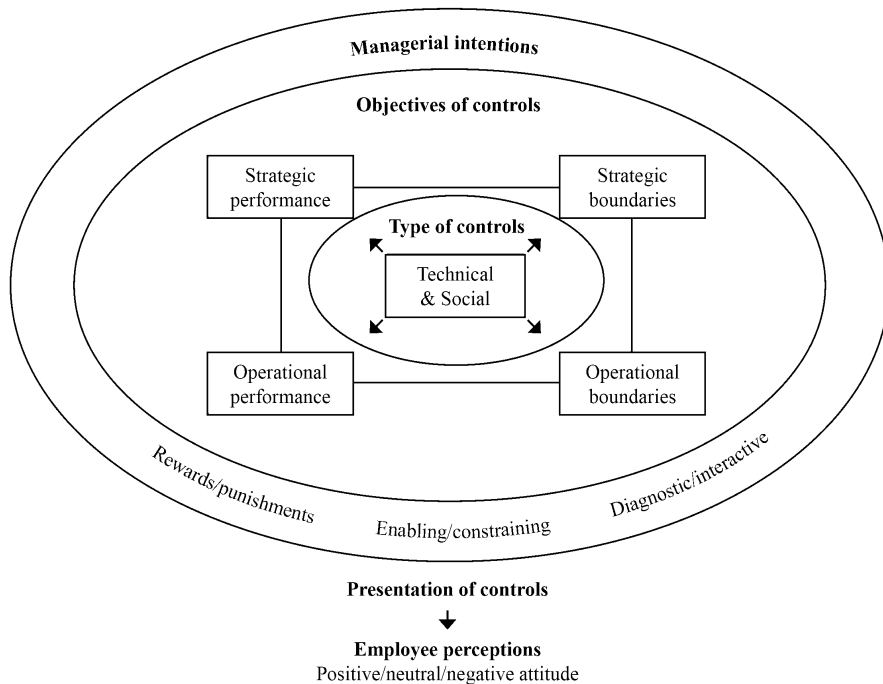 Managerial intentions
Objectives of controls
Strategic
performance
Strategic
boundaries
Type of controls
Technical
& Social
Operational
performance
Operational
boundaries
Rewards/punishments
Enabling/constraining
Diagnostic/interactive
Presentation of controls
Employee perceptions
Positive/neutral/negative attitude